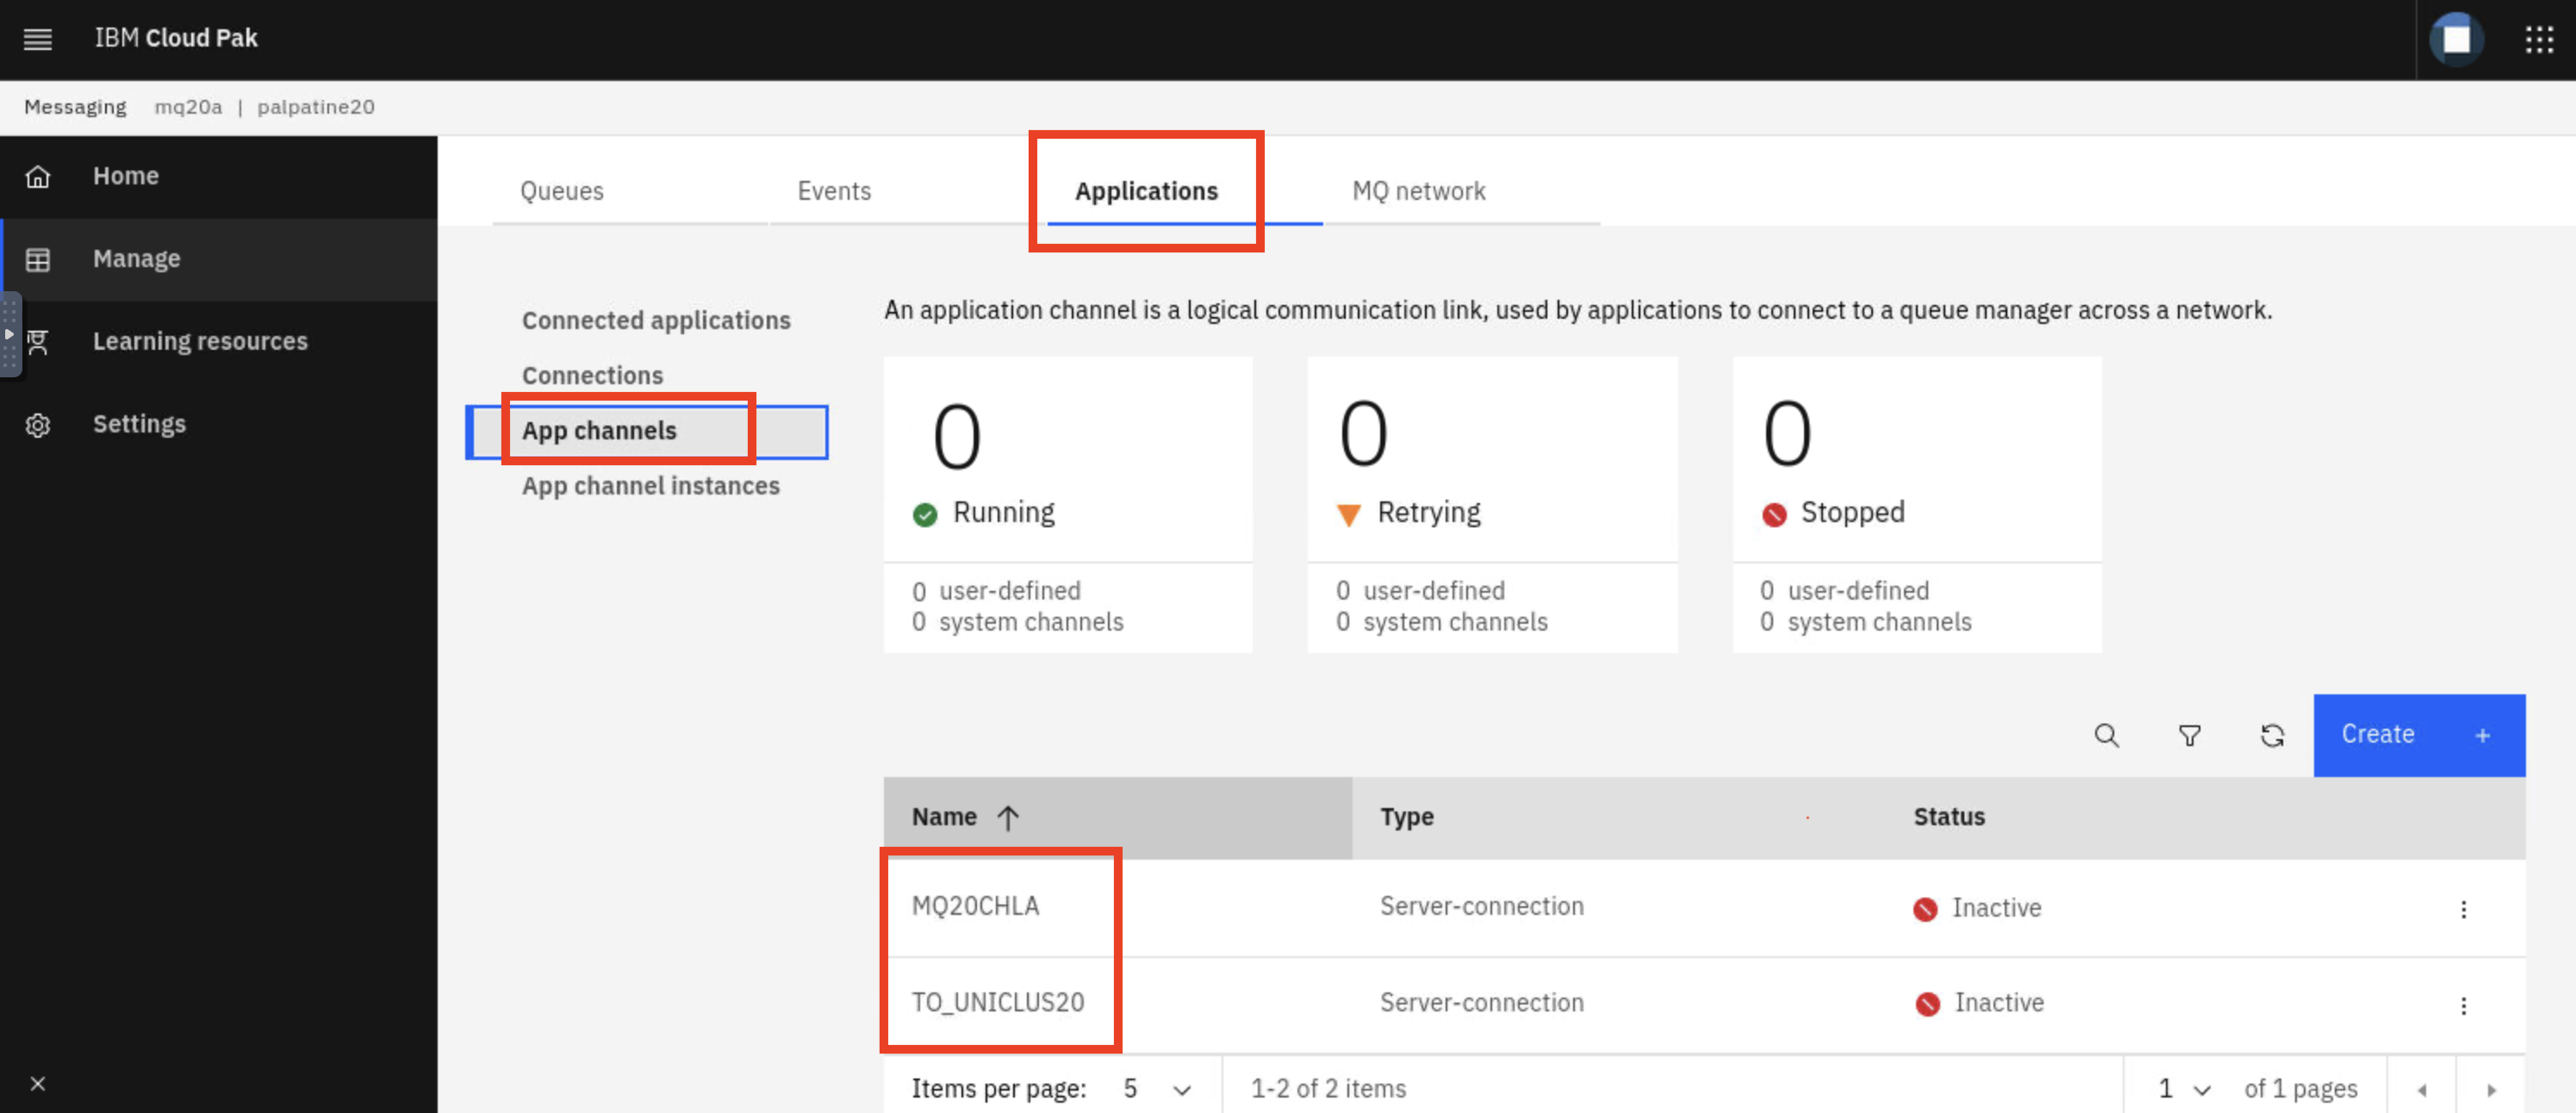 IBM Cloud Pak
Messaging mq20a | palpatine20
Home
Manage
Learning resources
Settings
Queues Events Applications MQ network
Connected applications
Connections
App channels
App channel instances
An application channel is a logical communication link, used by applications to connect to a queue manager across a network.
0 0 0
Running Retrying Stopped
0 user-defined 0 user-defined 0 user-defined
0 system channels 0 system channels 0 system channels
Create +
Name Type Status
MQ20CHLA Server-connection Inactive
TO_UNICLUS20 Server-connection Inactive
Items per page: 5 1-2 of 2 items 1 of 1 pages